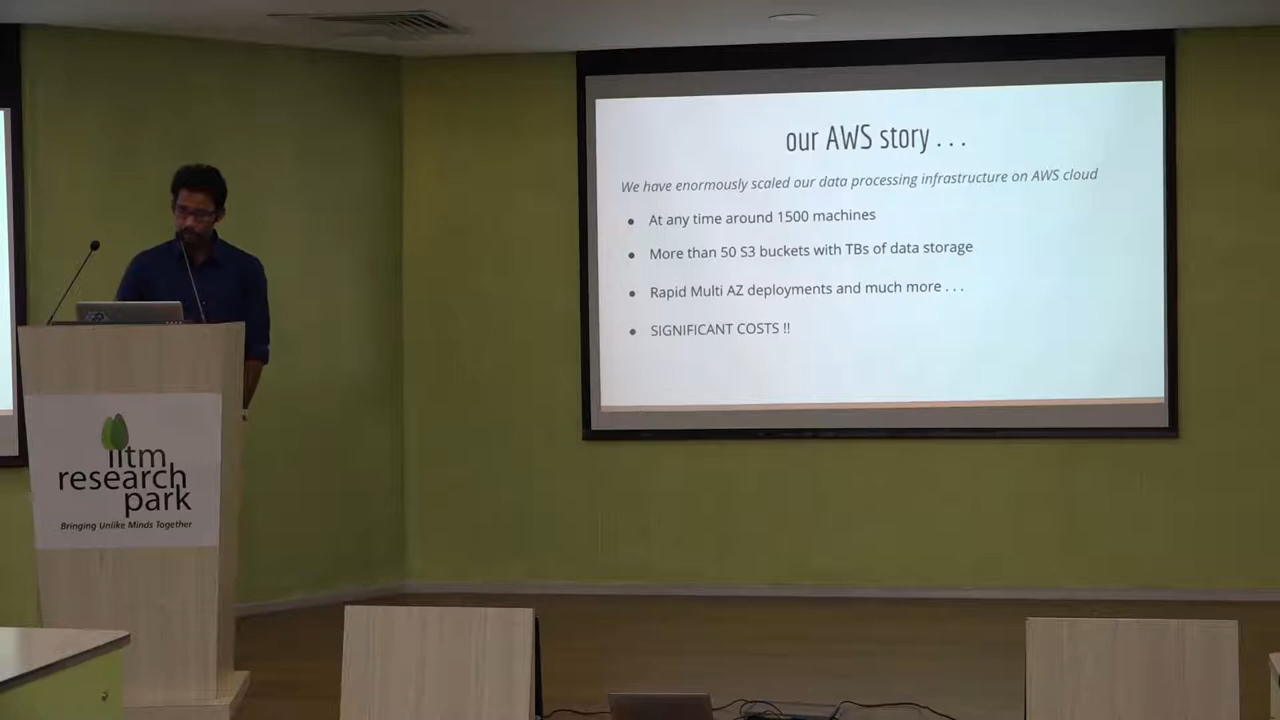 our AWS story . . .
We have enormously scaled our data processing infrastructure on AWS cloud
● At any time around 1500 machines
● More than 50 S3 buckets with TBs of data storage
● Rapid Multi AZ deployments and much more . . .
● SIGNIFICANT COSTS !!
iitm
research
park
Bringing Unlike Minds Together